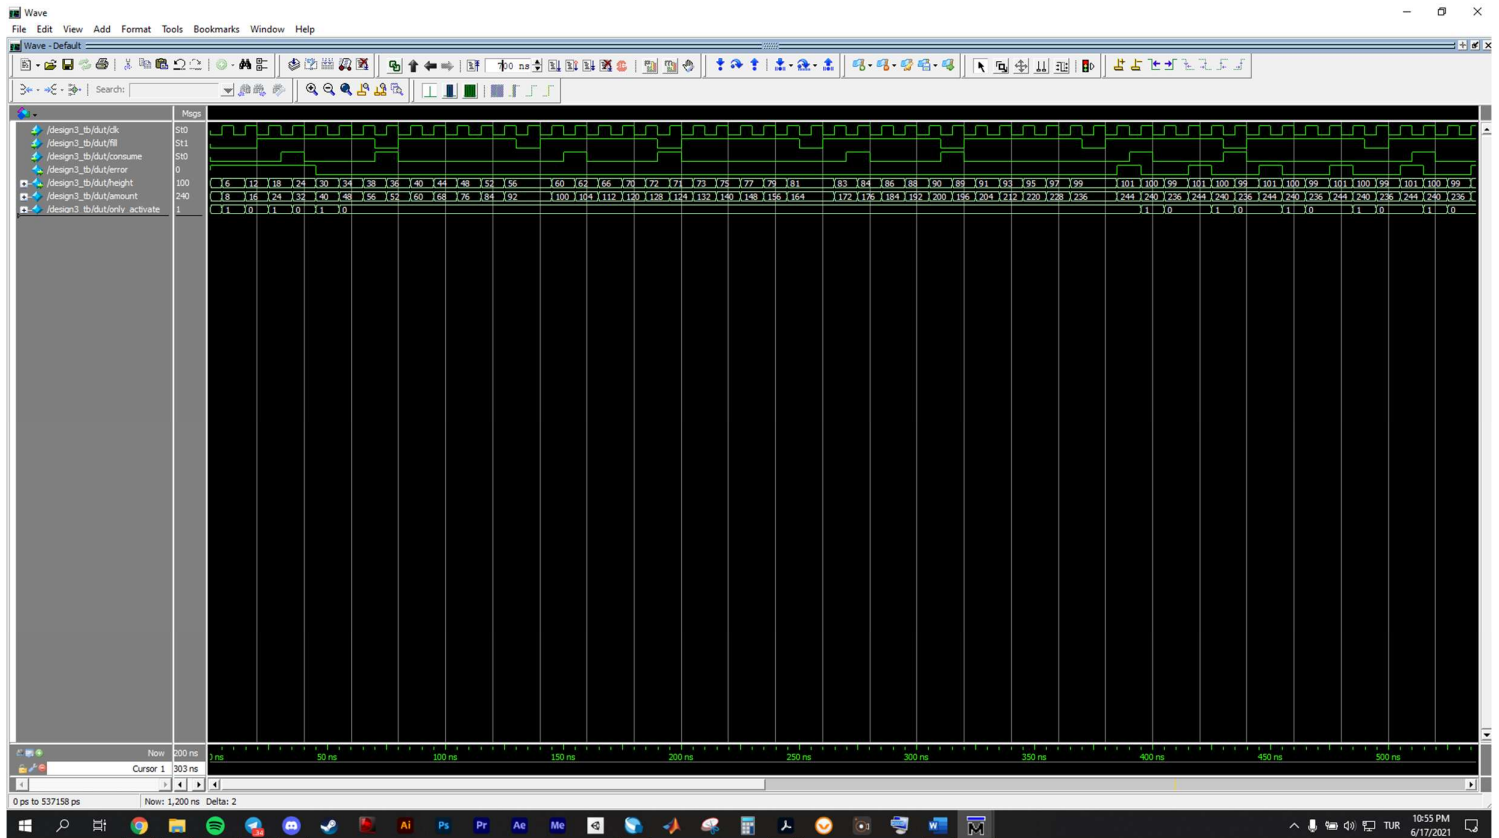 Wave
File Edit View Add Format Tools Bookmarks Window Help
Wave - Default
700 ns
Search:
Msgs
/design3_tb/dut/clk St0
/design3_tb/dut/fill St1
/design3_tb/dut/consume St0
/design3_tb/dut/error 0
/design3_tb/dut/height 100 6 12 18 24 30 34 38 36 40 44 48 52 56 60 62 66 70 72 71 73 75 77 79 81 83 84 86 88 90 89 91 93 95 97 99 101 100 99 101 100 99 101 100 99 101 100 99 101 100 99
/design3_tb/dut/amount 240 8 16 24 32 40 48 56 52 60 68 76 84 92 100 104 112 120 128 124 132 140 148 156 164 172 176 184 192 200 196 204 212 220 228 236 244 240 236 244 240 236 244 240 236 244 240 236 244 240 236
/design3_tb/dut/only_activate 1 1 0 1 0 1 0 1 0 1 0 1 0 1 0 1 0
Now 200 ns ns 50 ns 100 ns 150 ns 200 ns 250 ns 300 ns 350 ns 400 ns 450 ns 500 ns
Cursor 1 303 ns
0 ps to 537158 ps Now: 1,200 ns Delta: 2
34 Ai Ps Pr Ae Me TUR 10:55 PM
6/17/2021